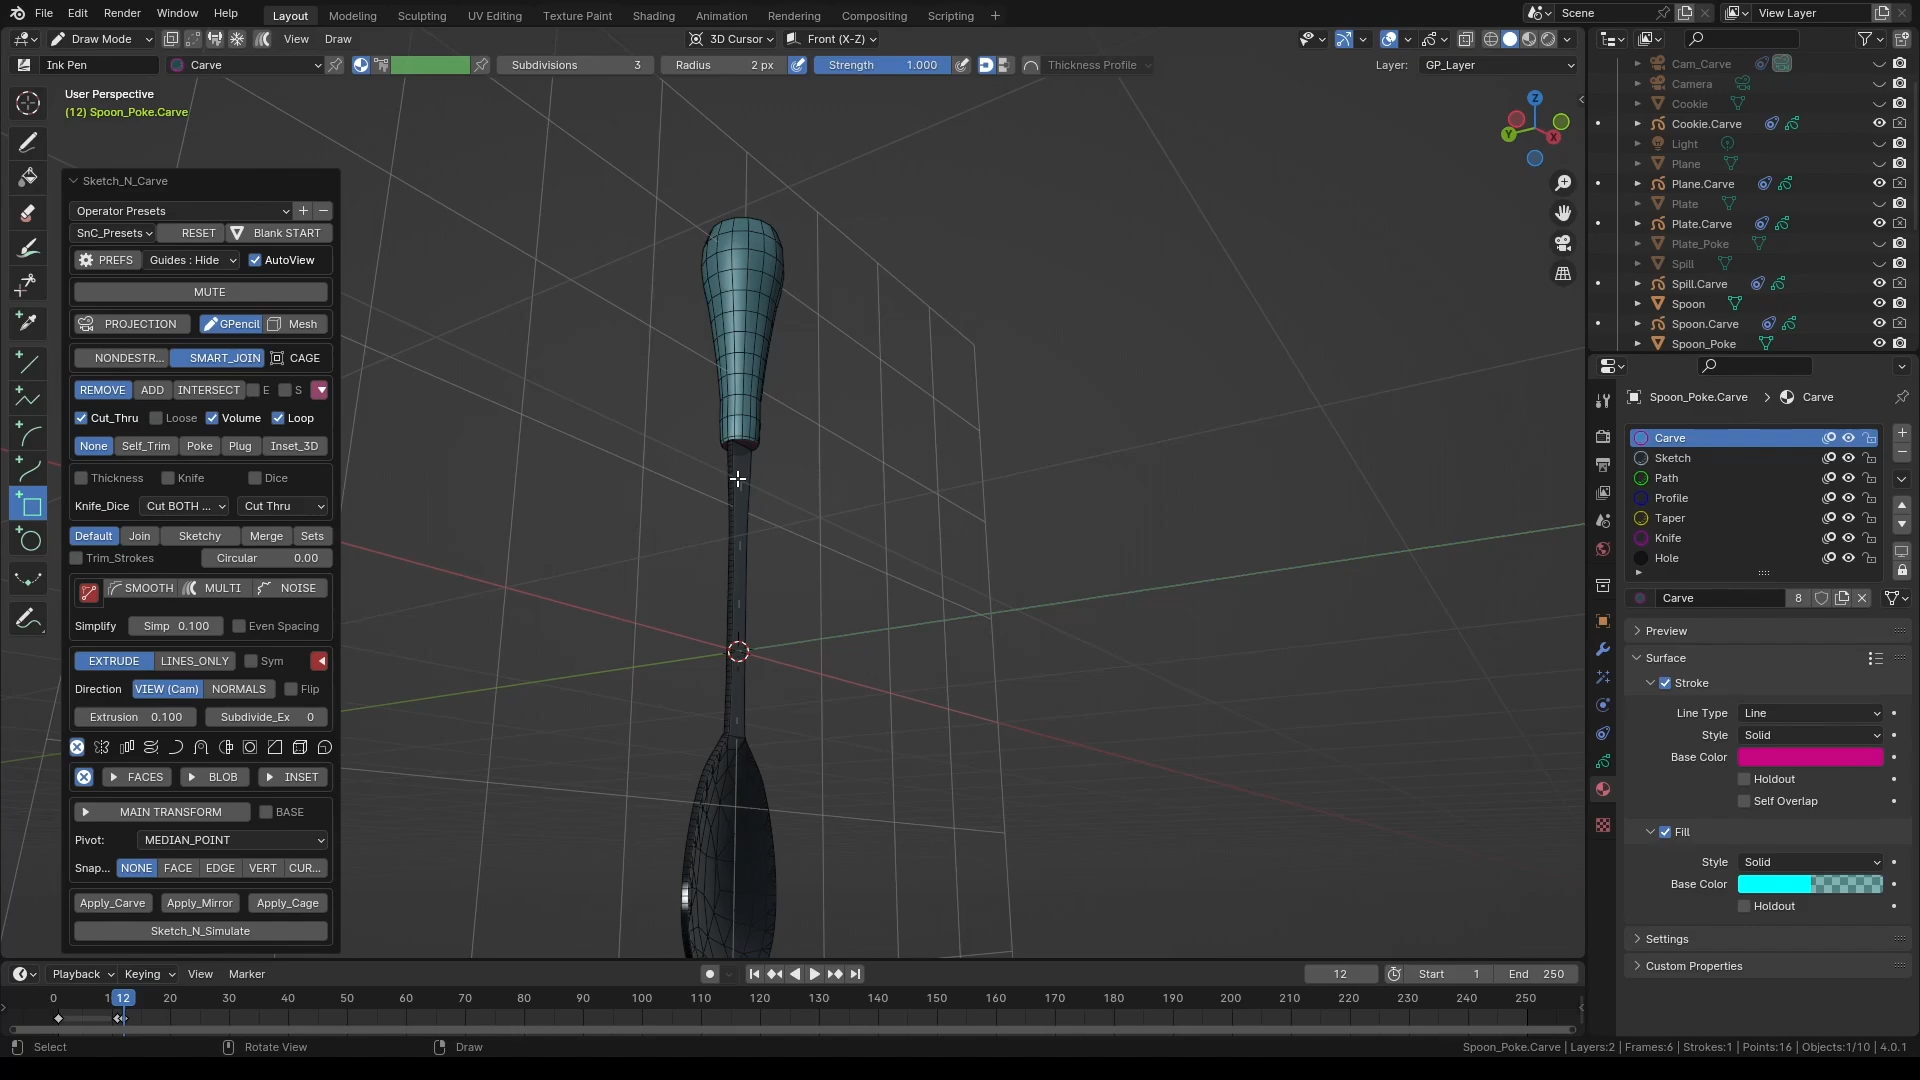 File Edit Render Window Help Layout Modeling Sculpting UV Editing Texture Paint Shading Animation Rendering Compositing Scripting + Scene View Layer
Draw Mode View Draw 3D Cursor Front (X-Z)
Ink Pen Carve Subdivisions 3 Radius 2 px Strength 1.000 Thickness Profile Layer: GP_Layer
User Perspective
(12) Spoon_Poke.Carve
Z
Y X
Sketch_N_Carve
Operator Presets + −
SnC_Presets RESET Blank START
PREFS Guides : Hide AutoView
MUTE
PROJECTION GPencil Mesh
NONDESTR... SMART_JOIN CAGE
REMOVE ADD INTERSECT E S
Cut_Thru Loose Volume Loop
None Self_Trim Poke Plug Inset_3D
Thickness Knife Dice
Knife_Dice Cut BOTH ... Cut Thru
Default Join Sketchy Merge Sets
Trim_Strokes Circular 0.00
SMOOTH MULTI NOISE
Simplify Simp 0.100 Even Spacing
EXTRUDE LINES_ONLY Sym
Direction VIEW (Cam) NORMALS Flip
Extrusion 0.100 Subdivide_Ex 0
FACES BLOB INSET
MAIN TRANSFORM BASE
Pivot: MEDIAN_POINT
Snap... NONE FACE EDGE VERT CUR...
Apply_Carve Apply_Mirror Apply_Cage
Sketch_N_Simulate
Cam_Carve
Camera
Cookie
Cookie.Carve
Light
Plane
Plane.Carve
Plate
Plate.Carve
Plate_Poke
Spill
Spill.Carve
Spoon
Spoon.Carve
Spoon_Poke
Spoon_Poke.Carve > Carve
Carve
Sketch
Path
Profile
Taper
Knife
Hole
Carve 8
Preview
Surface
Stroke
Line Type Line
Style Solid
Base Color
Holdout
Self Overlap
Fill
Style Solid
Base Color
Holdout
Settings
Custom Properties
Playback Keying View Marker 12 Start 1 End 250
0 1 12 20 30 40 50 60 70 80 90 100 110 120 130 140 150 160 170 180 190 200 210 220 230 240 250
Select Rotate View Draw Spoon_Poke.Carve | Layers:2 | Frames:6 | Strokes:1 | Points:16 | Objects:1/10 | 4.0.1